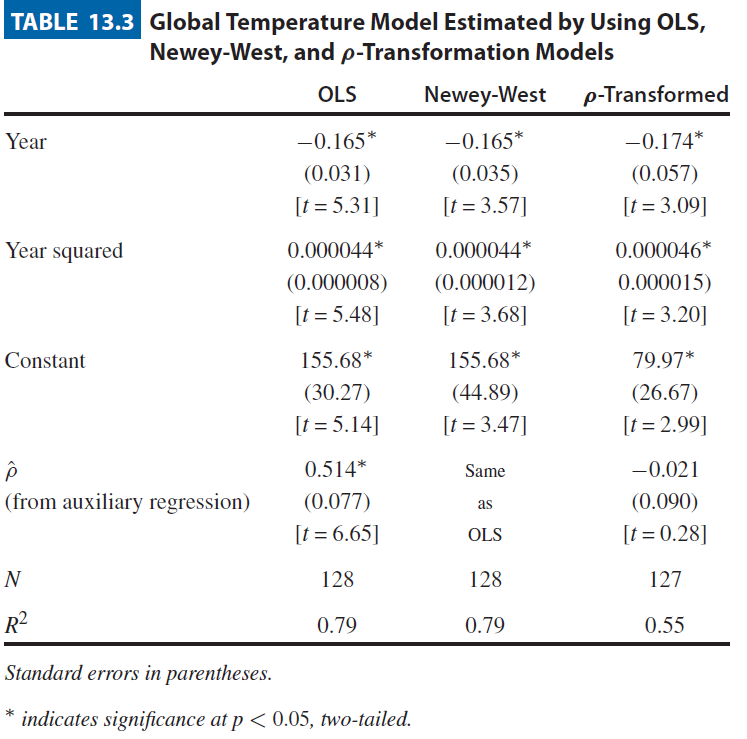 TABLE 13.3 Global Temperature Model Estimated by Using OLS,
Newey-West, and ρ-Transformation Models
OLS Newey-West ρ-Transformed
Year −0.165* −0.165* −0.174*
(0.031) (0.035) (0.057)
[t = 5.31] [t = 3.57] [t = 3.09]
Year squared 0.000044* 0.000044* 0.000046*
(0.000008) (0.000012) 0.000015)
[t = 5.48] [t = 3.68] [t = 3.20]
Constant 155.68* 155.68* 79.97*
(30.27) (44.89) (26.67)
[t = 5.14] [t = 3.47] [t = 2.99]
ρ̂ 0.514* Same −0.021
(from auxiliary regression) (0.077) as (0.090)
[t = 6.65] OLS [t = 0.28]
N 128 128 127
R² 0.79 0.79 0.55
Standard errors in parentheses.
* indicates significance at p < 0.05, two-tailed.